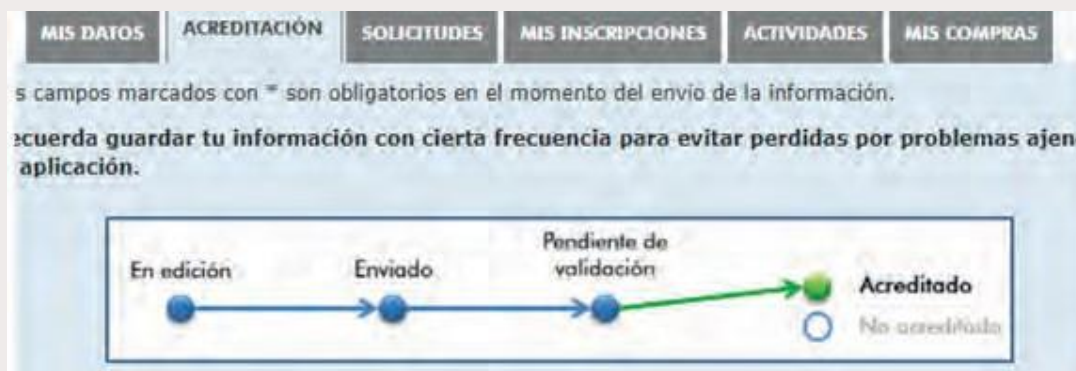 MIS DATOS ACREDITACIÓN SOLICITUDES MIS INSCRIPCIONES ACTIVIDADES MIS COMPRAS
s campos marcados con * son obligatorios en el momento del envío de la información.
ecuerda guardar tu información con cierta frecuencia para evitar perdidas por problemas ajen
aplicación.
En edición
Enviado
Pendiente de
validación
Acreditado
No acreditado